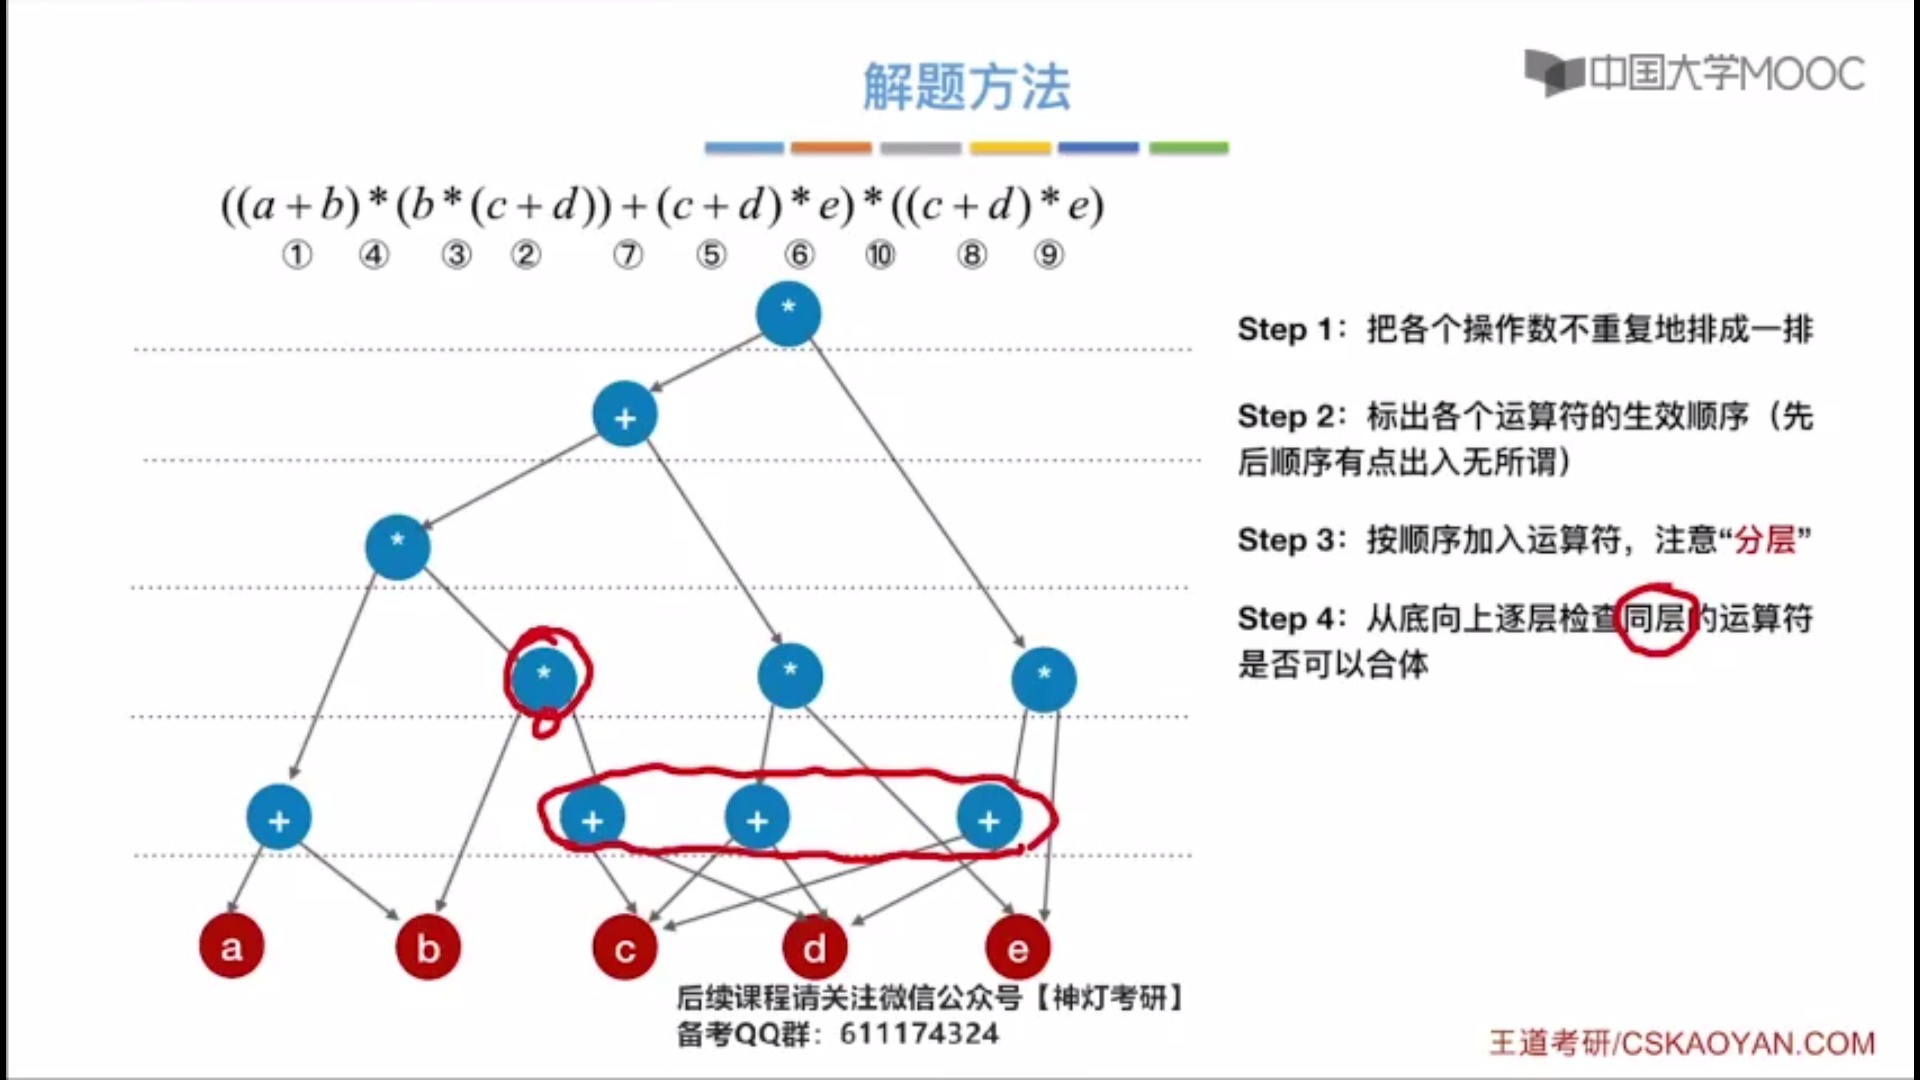 解题方法
中国大学MOOC
((a+b)*(b*(c+d))+(c+d)*e)*((c+d)*e)
① ④ ③ ② ⑦ ⑤ ⑥ ⑩ ⑧ ⑨
*
+
*
* * *
+ + + +
a b c d e
Step 1：把各个操作数不重复地排成一排
Step 2：标出各个运算符的生效顺序（先
后顺序有点出入无所谓）
Step 3：按顺序加入运算符，注意“分层”
Step 4：从底向上逐层检查同层的运算符
是否可以合体
后续课程请关注微信公众号【神灯考研】
备考QQ群：611174324
王道考研/CSKAOYAN.COM